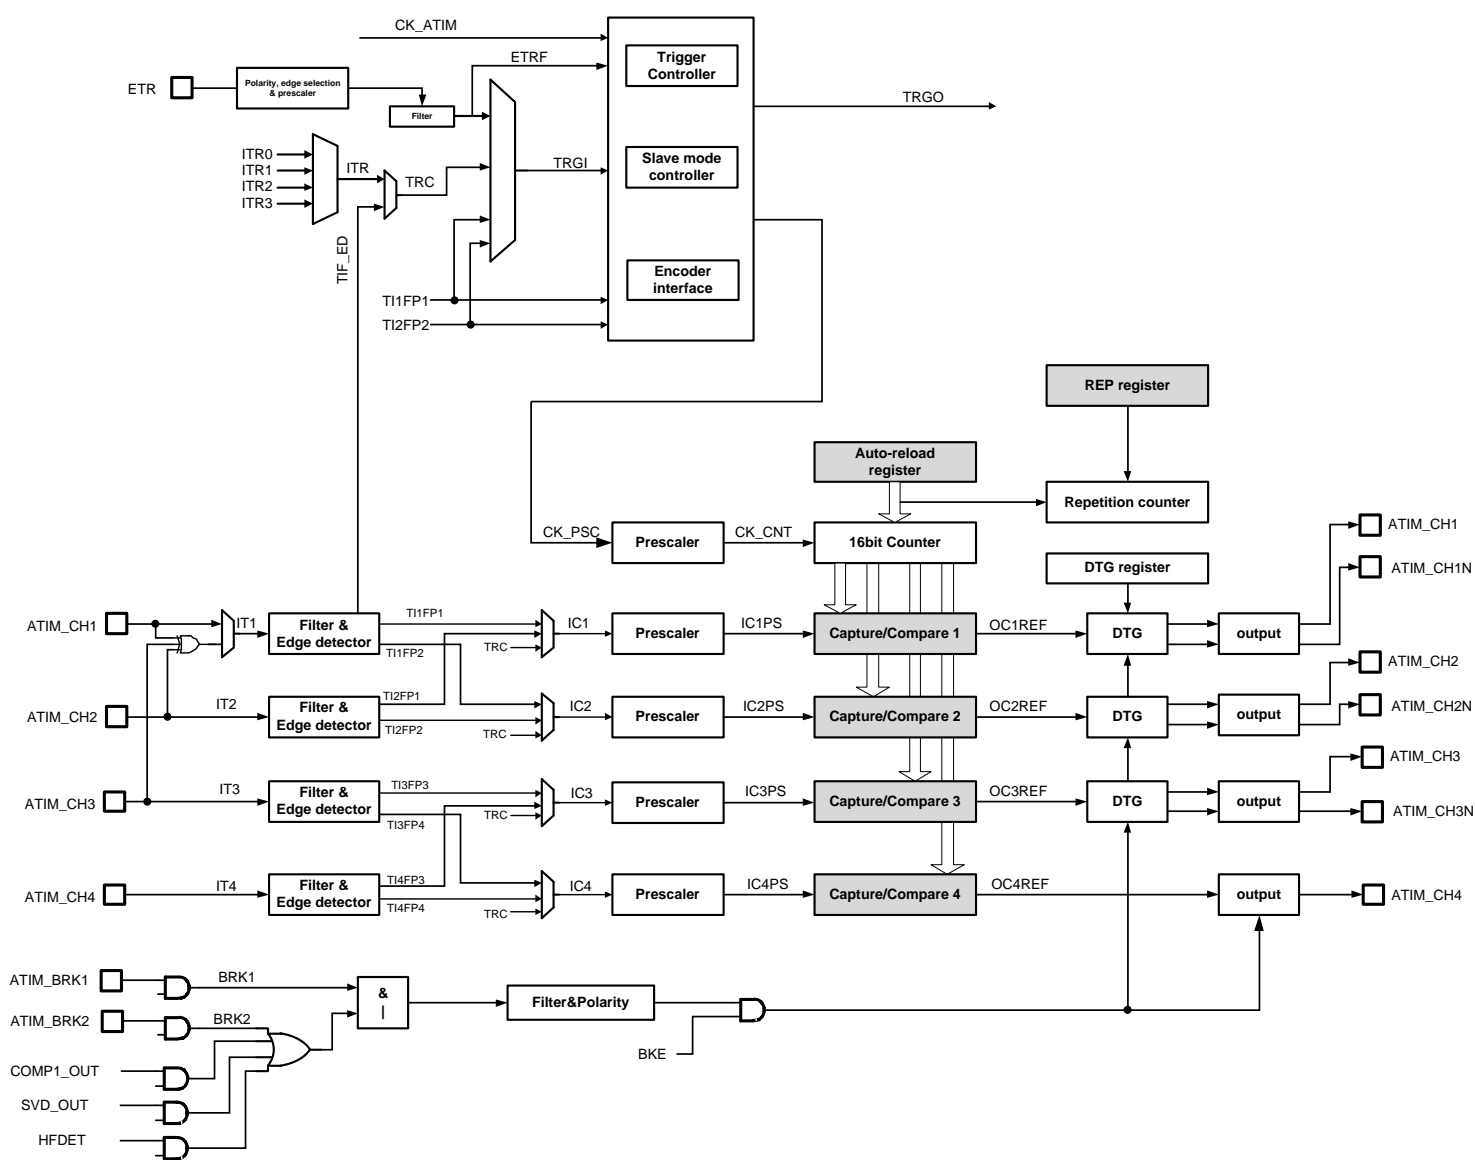 CK_ATIM
ETRF
ETR
Polarity, edge selection
& prescaler
Filter
Trigger
Controller
TRGO
ITR0
ITR1
ITR2
ITR3
ITR
TRC
TRGI
Slave mode
controller
TIF_ED
Encoder
interface
TI1FP1
TI2FP2
REP register
Auto-reload
register
Repetition counter
CK_PSC
Prescaler
CK_CNT
16bit Counter
DTG register
ATIM_CH1
ATIM_CH1N
ATIM_CH1
IT1
Filter &
Edge detector
TI1FP1
TI1FP2
TRC
IC1
Prescaler
IC1PS
Capture/Compare 1
OC1REF
DTG
output
ATIM_CH2
ATIM_CH2N
ATIM_CH2
IT2
Filter &
Edge detector
TI2FP1
TI2FP2
TRC
IC2
Prescaler
IC2PS
Capture/Compare 2
OC2REF
DTG
output
ATIM_CH3
ATIM_CH3N
ATIM_CH3
IT3
Filter &
Edge detector
TI3FP3
TI3FP4
TRC
IC3
Prescaler
IC3PS
Capture/Compare 3
OC3REF
DTG
output
ATIM_CH4
IT4
Filter &
Edge detector
TI4FP3
TI4FP4
TRC
IC4
Prescaler
IC4PS
Capture/Compare 4
OC4REF
output
ATIM_CH4
ATIM_BRK1
BRK1
&
|
Filter&Polarity
ATIM_BRK2
BRK2
BKE
COMP1_OUT
SVD_OUT
HFDET